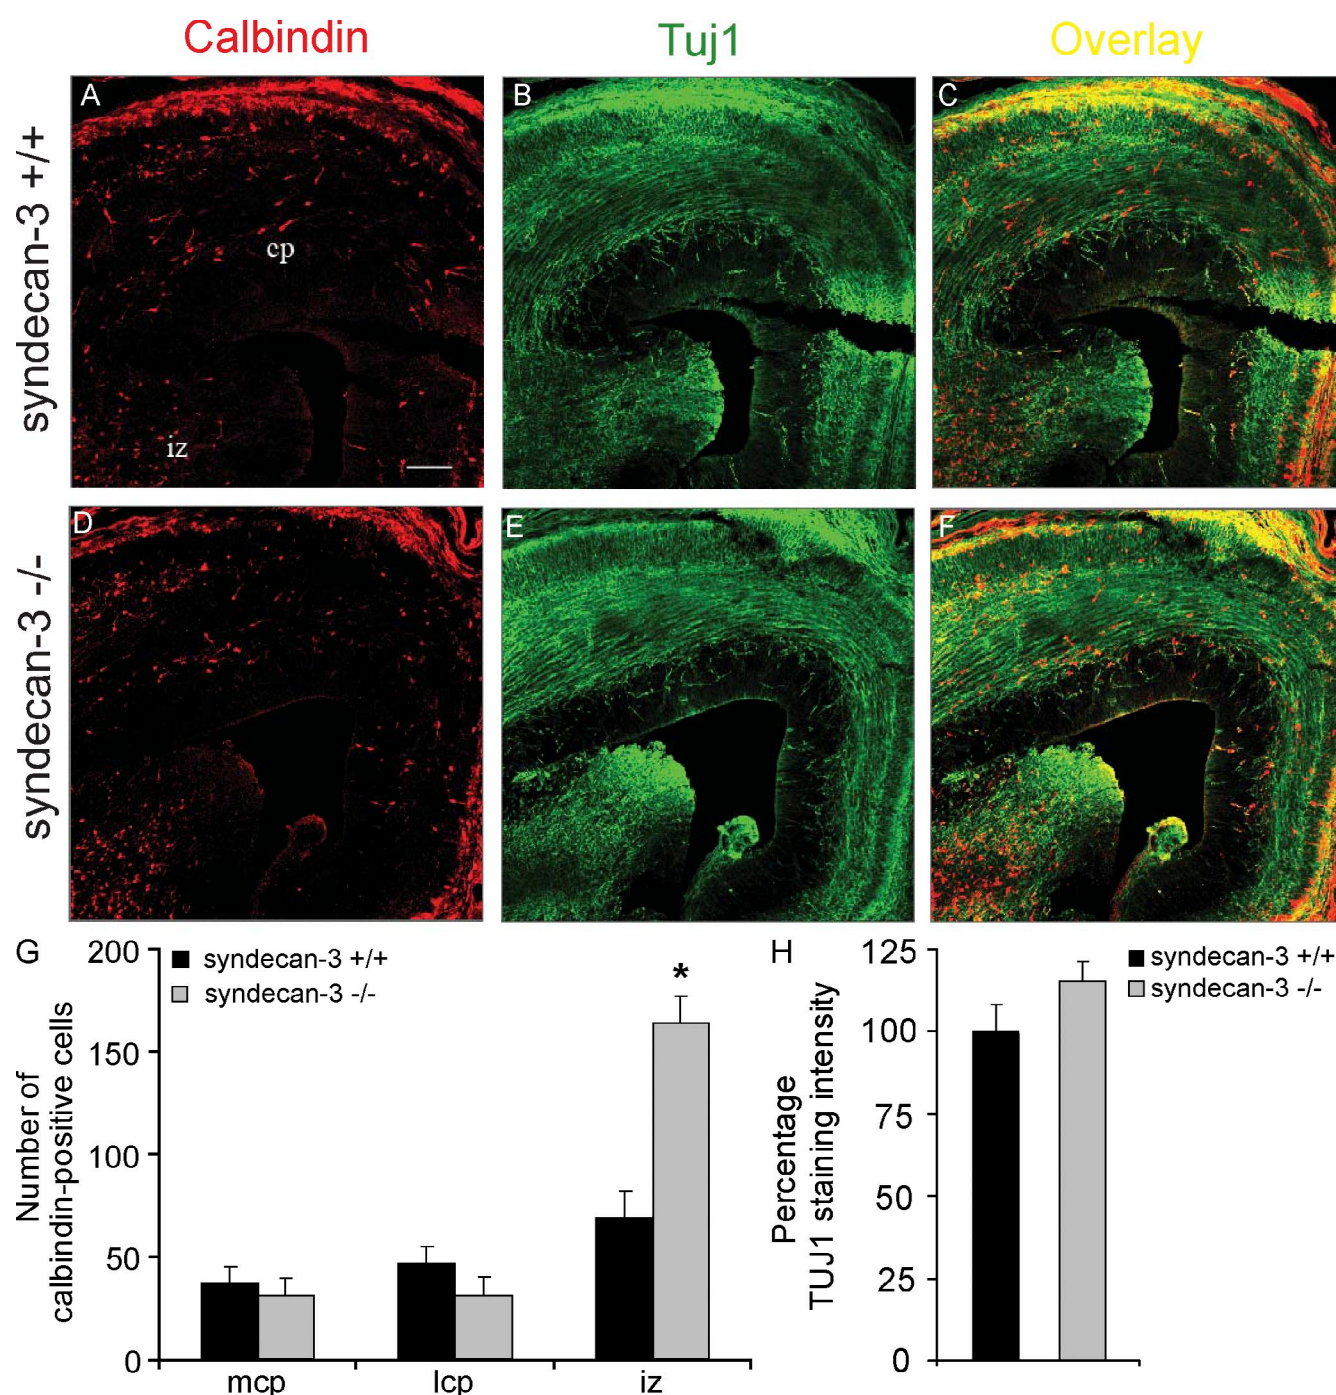 Calbindin Tuj1 Overlay
syndecan-3 +/+
A B C
cp
iz
syndecan-3 -/-
D E F
G
200
150
100
50
0
Number of
calbindin-positive cells
syndecan-3 +/+
syndecan-3 -/-
*
mcp lcp iz
H
125
100
75
50
25
0
Percentage
TUJ1 staining intensity
syndecan-3 +/+
syndecan-3 -/-